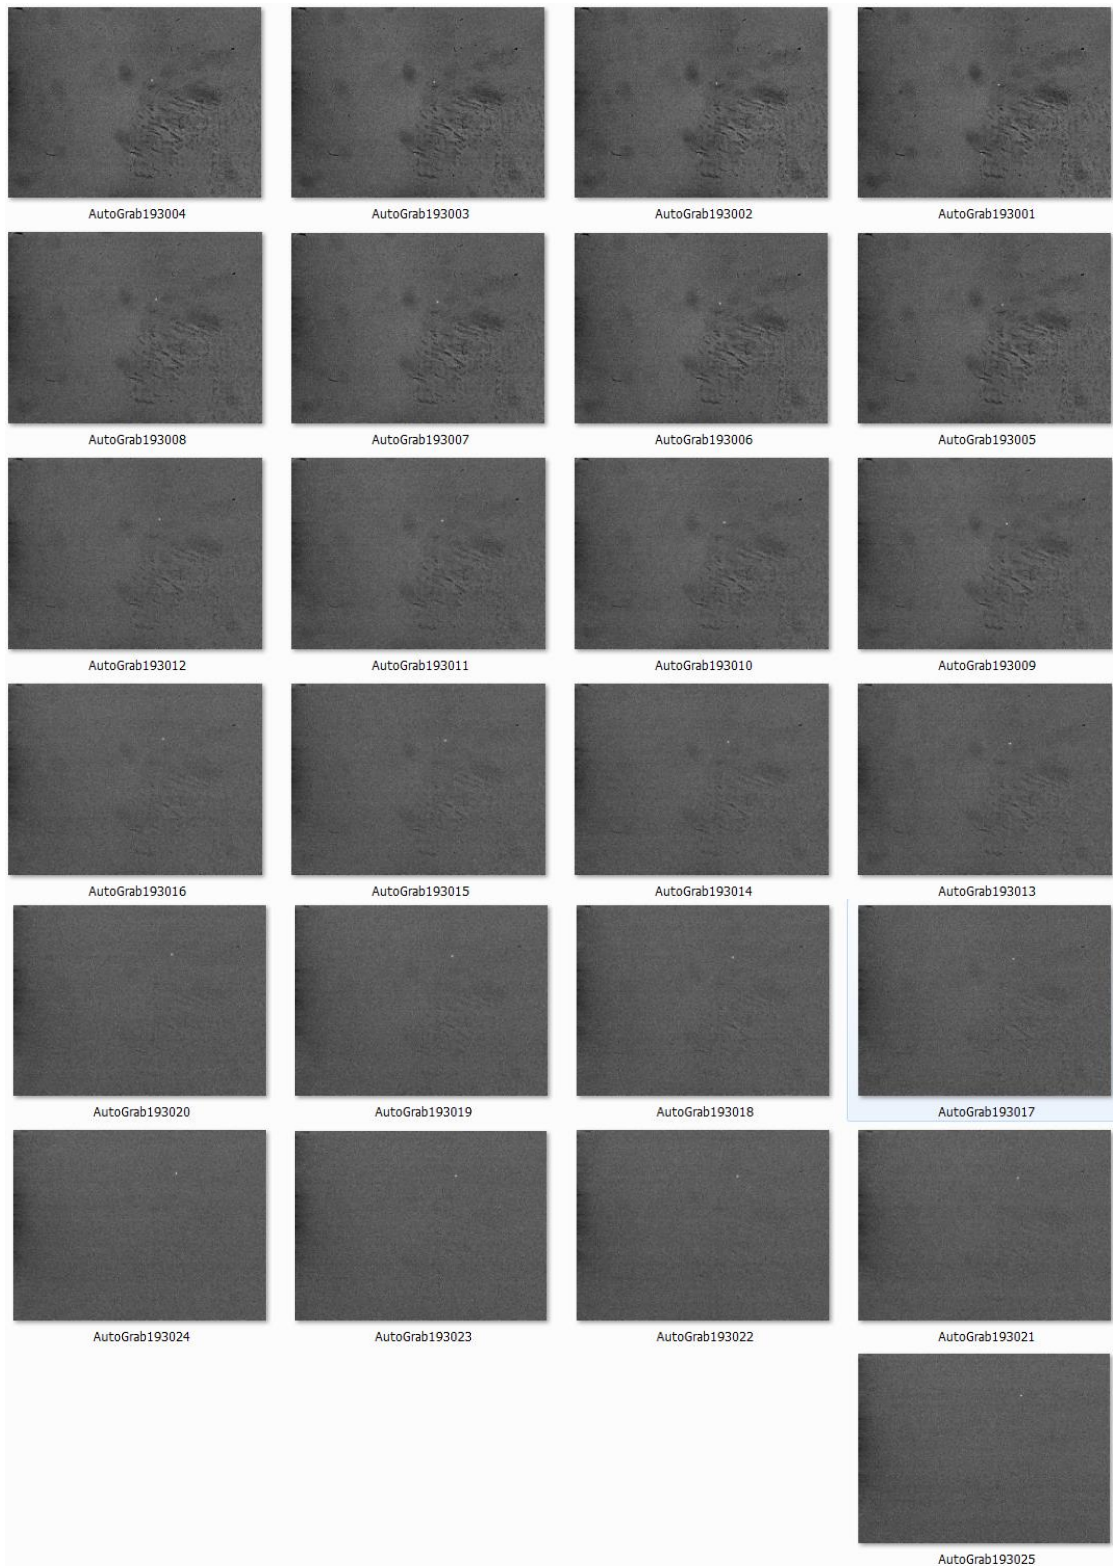 AutoGrab193004 AutoGrab193003 AutoGrab193002 AutoGrab193001
AutoGrab193008 AutoGrab193007 AutoGrab193006 AutoGrab193005
AutoGrab193012 AutoGrab193011 AutoGrab193010 AutoGrab193009
AutoGrab193016 AutoGrab193015 AutoGrab193014 AutoGrab193013
AutoGrab193020 AutoGrab193019 AutoGrab193018 AutoGrab193017
AutoGrab193024 AutoGrab193023 AutoGrab193022 AutoGrab193021
AutoGrab193025